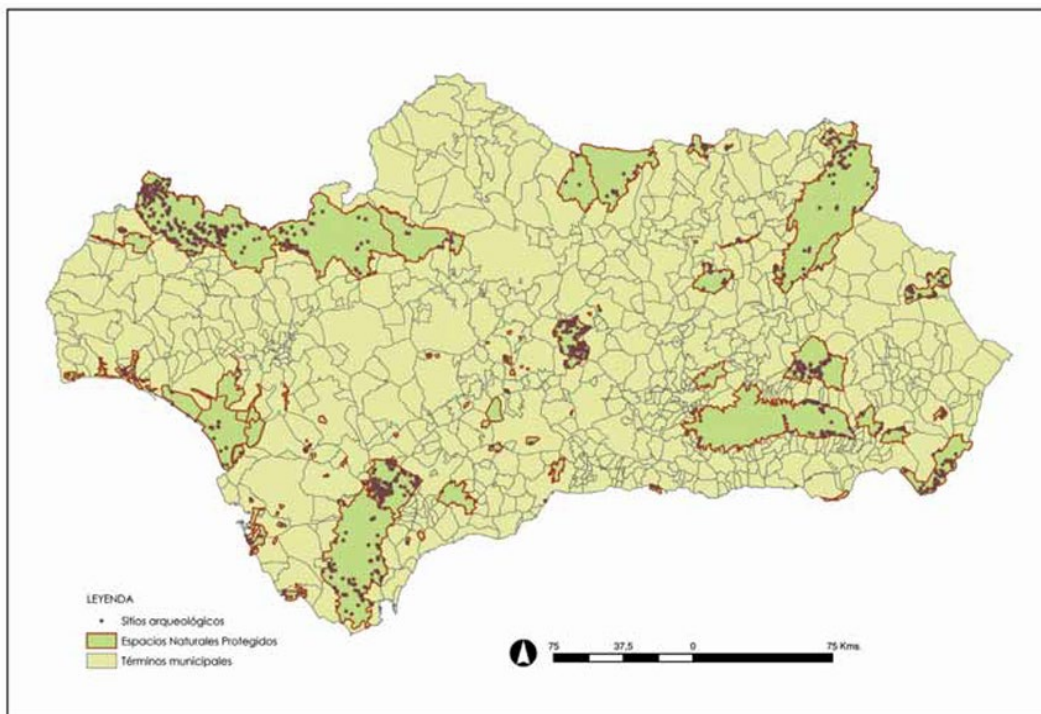 LEYENDA
Sitios arqueológicos
Espacios Naturales Protegidos
Términos municipales
75 37,5 0 75 Kms.